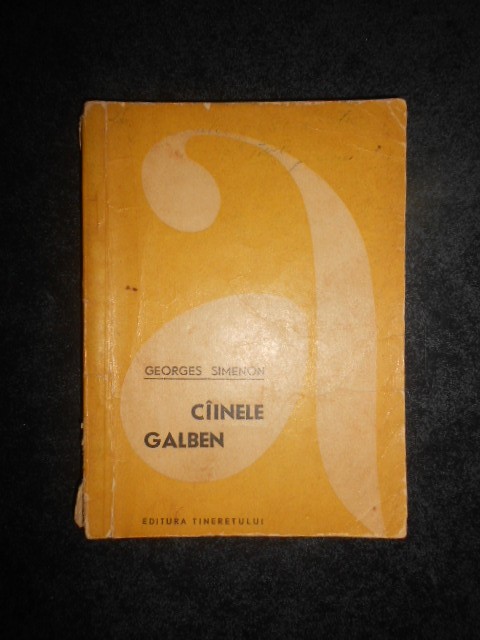 a
GEORGES SIMENON
CÎINELE
GALBEN
EDITURA TINERETULUI